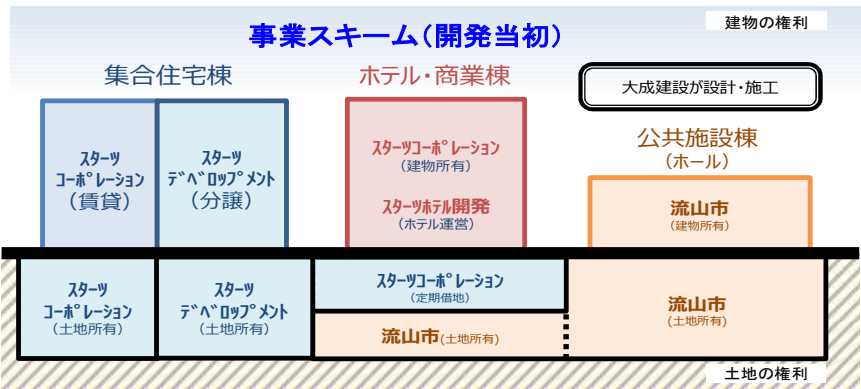 建物の権利
事業スキーム(開発当初)
集合住宅棟
ホテル・商業棟
大成建設が設計・施工
公共施設棟
(ホール)
スターツ
コーポレーション
(賃貸)
スターツ
デベロップメント
(分譲)
スターツコーポレーション
(建物所有)
スターツホテル開発
(ホテル運営)
流山市
(建物所有)
スターツ
コーポレーション
(土地所有)
スターツ
デベロップメント
(土地所有)
スターツコーポレーション
(定期借地)
流山市(土地所有)
流山市
(土地所有)
土地の権利